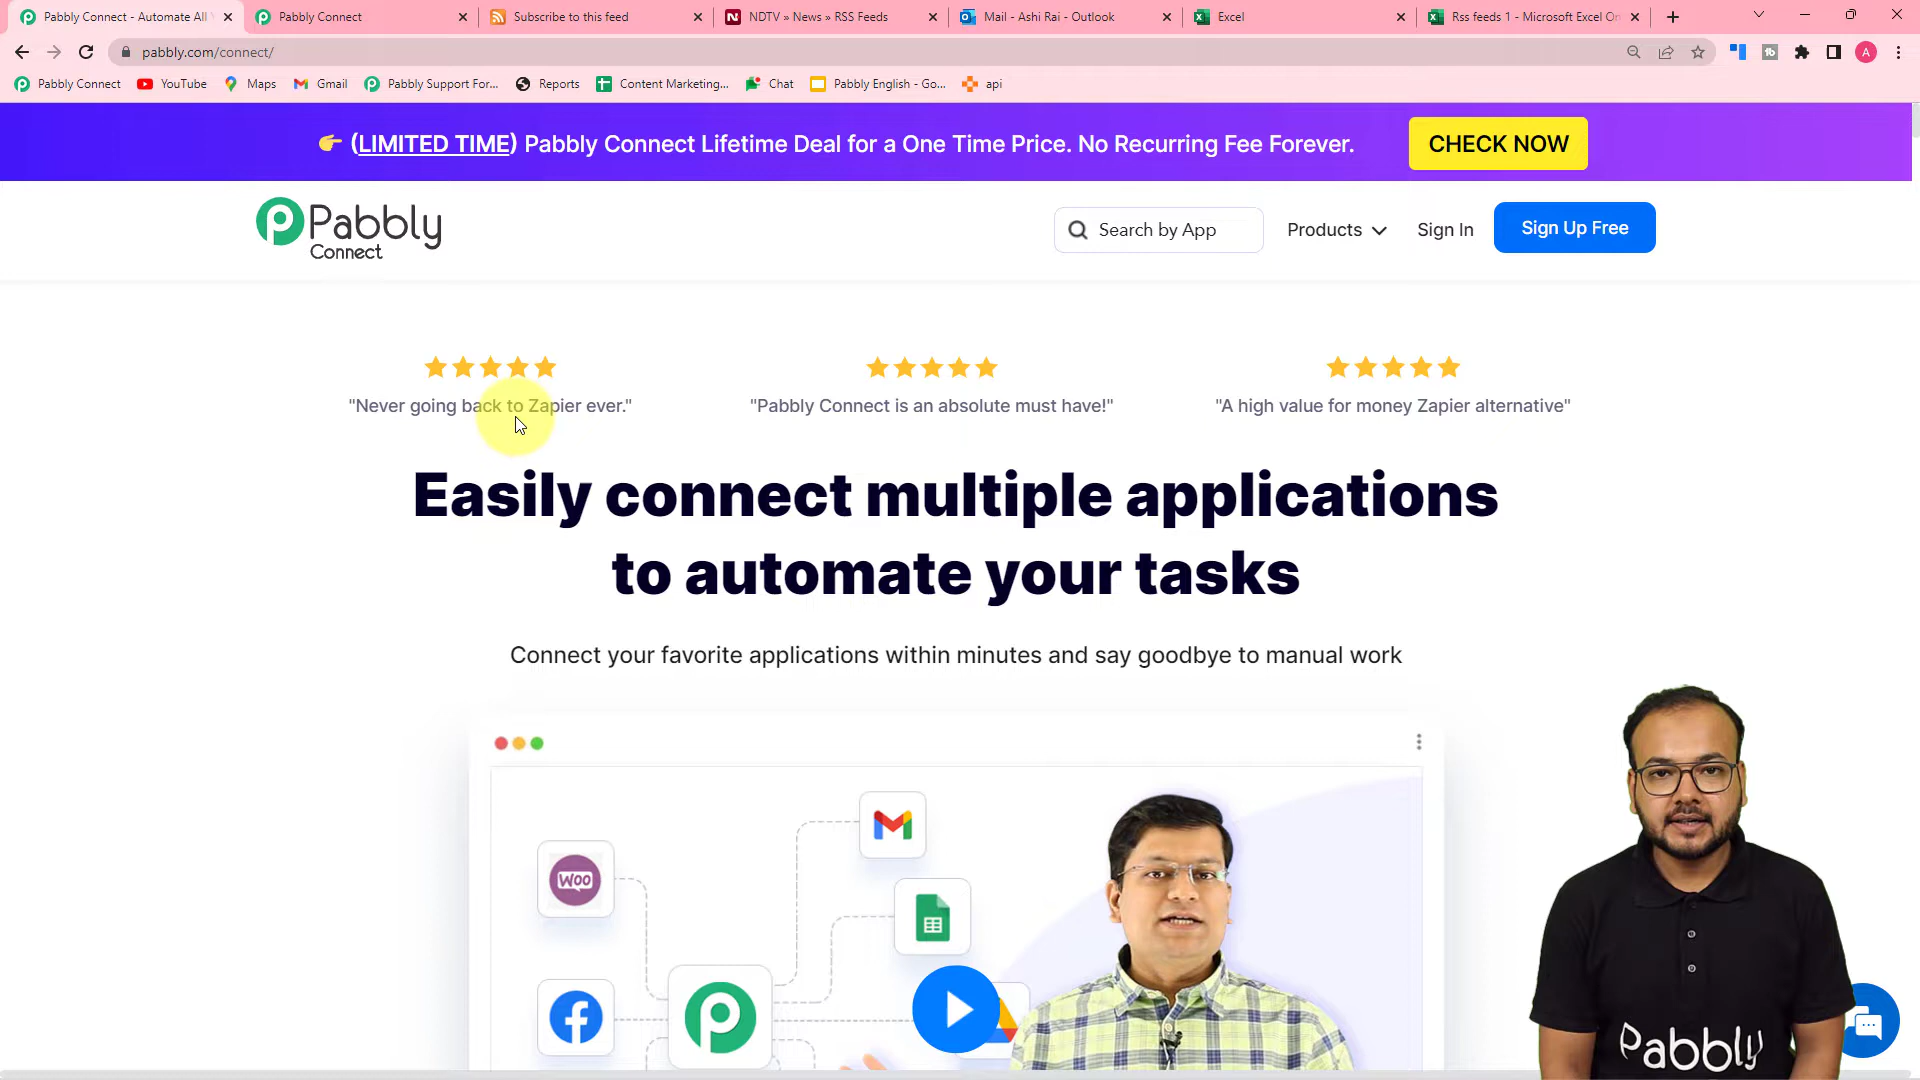 Pabbly Connect - Automate All Y
Pabbly Connect
Subscribe to this feed
NDTV » News » RSS Feeds
Mail - Ashi Rai - Outlook
Excel
Rss feeds 1 - Microsoft Excel On
pabbly.com/connect/
A
Pabbly Connect
YouTube
Maps
Gmail
Pabbly Support For...
Reports
Content Marketing...
Chat
Pabbly English - Go...
api
(LIMITED TIME) Pabbly Connect Lifetime Deal for a One Time Price. No Recurring Fee Forever.
CHECK NOW
Pabbly
Connect
Search by App
Products
Sign In
Sign Up Free
"Never going back to Zapier ever."
"Pabbly Connect is an absolute must have!"
"A high value for money Zapier alternative"
Easily connect multiple applications
to automate your tasks
Connect your favorite applications within minutes and say goodbye to manual work
WOO
Pabbly